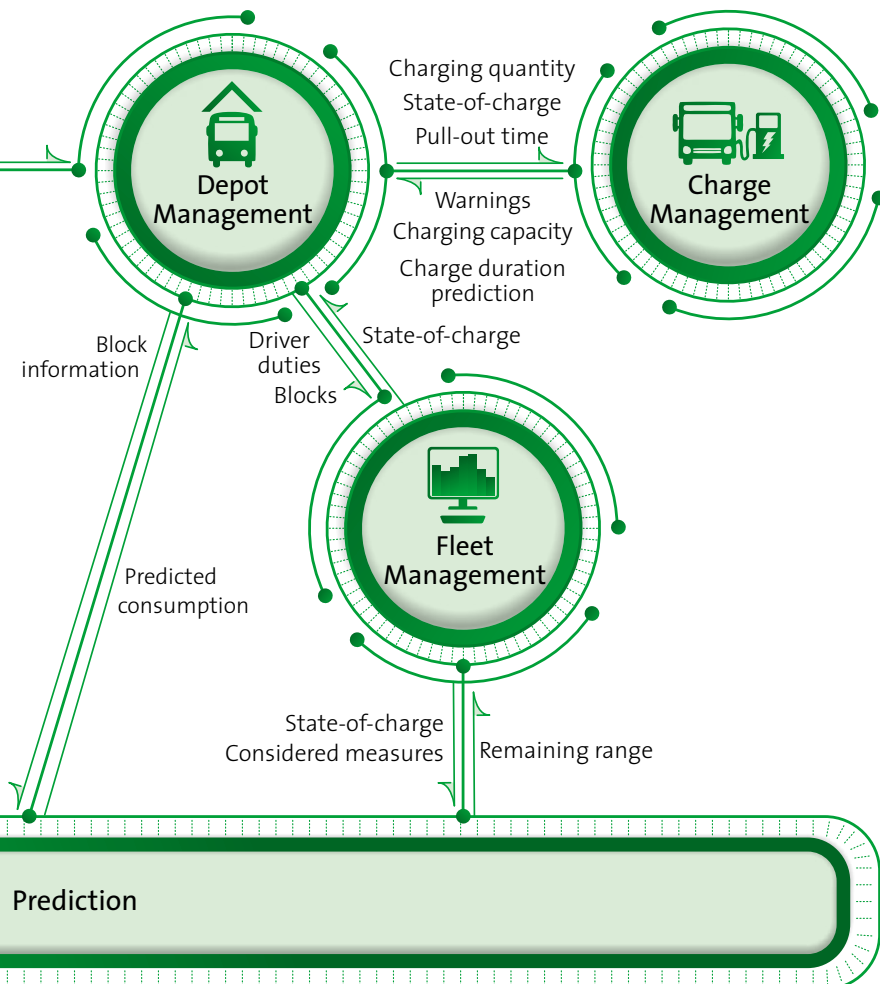 Charging quantity
State-of-charge
Pull-out time
Depot
Management
Charge
Management
Warnings
Charging capacity
Charge duration
prediction
Block
information
Driver
duties
Blocks
State-of-charge
Fleet
Management
Predicted
consumption
State-of-charge
Considered measures
Remaining range
Prediction